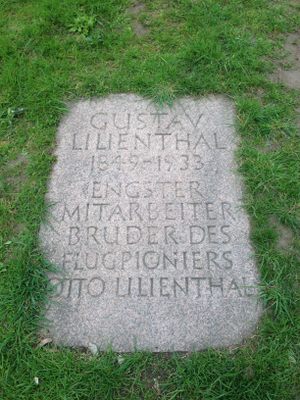 GUSTAV
LILIENTHAL
1849-1933
ENGSTER
MITARBEITER
BRUDER DES
FLUGPIONIERS
OTTO LILIENTHAL